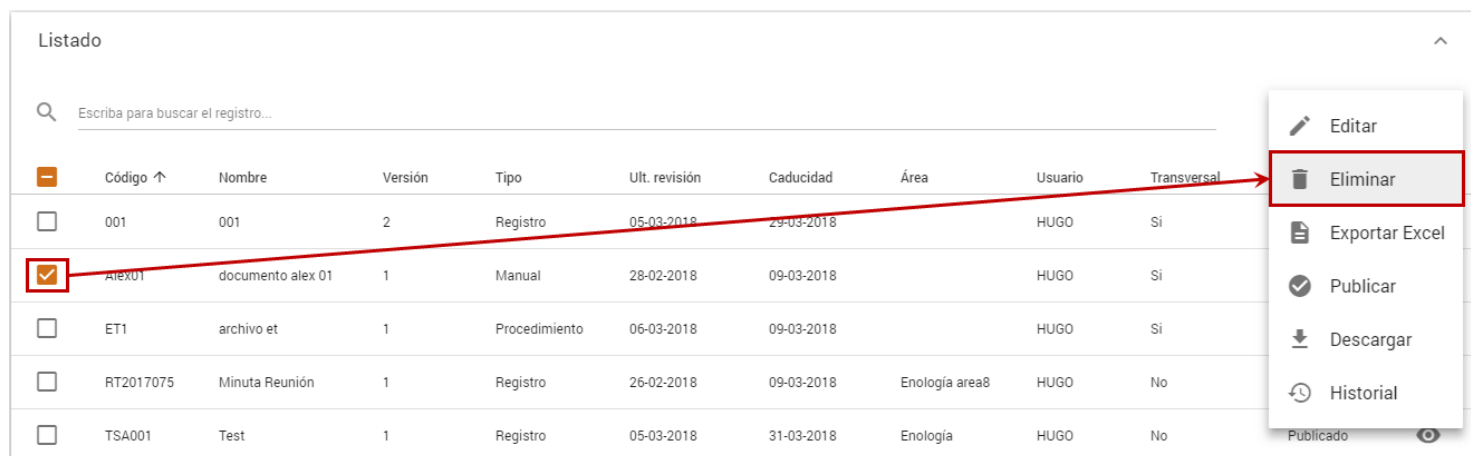 Listado
Escriba para buscar el registro...
Código Nombre Versión Tipo Ult. revisión Caducidad Área Usuario Transversal
001 001 2 Registro 05-03-2018 29-03-2018 HUGO Si
Alex01 documento alex 01 1 Manual 28-02-2018 09-03-2018 HUGO Si
ET1 archivo et 1 Procedimiento 06-03-2018 09-03-2018 HUGO Si
RT2017075 Minuta Reunión 1 Registro 26-02-2018 09-03-2018 Enología area8 HUGO No
TSA001 Test 1 Registro 05-03-2018 31-03-2018 Enología HUGO No Publicado
Editar
Eliminar
Exportar Excel
Publicar
Descargar
Historial